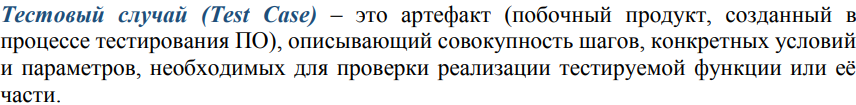 Тестовый случай (Test Case) – это артефакт (побочный продукт, созданный в
процессе тестирования ПО), описывающий совокупность шагов, конкретных условий
и параметров, необходимых для проверки реализации тестируемой функции или её
части.